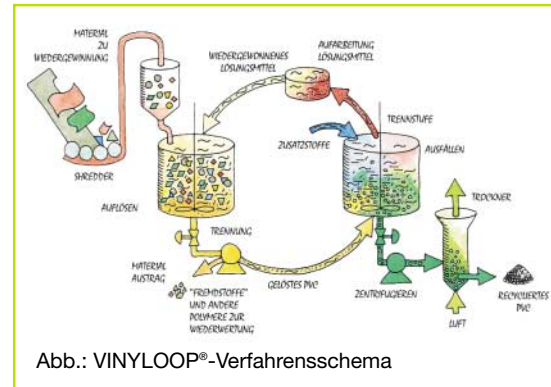 MATERIAL
ZU
WIEDERGEWINNUNG
SHREDDER
WIEDERGEWONNENES
LÖSUNGSMITTEL
AUFARBEITUNG
LÖSUNGSMITTEL
TRENNSTUFE
ZUSATZSTOFFE
AUSFÄLLEN
AUFLÖSEN
TROCKNER
TRENNUNG
MATERIAL
AUSTRAG
GELÖSTES PVC
"FREMDSTOFFE"
UND ANDERE
POLYMERE ZUR
WIEDERWERTUNG
ZENTRIFUGIEREN
LUFT
RECYCLIERTES
PVC
Abb.: VINYLOOP®-Verfahrensschema